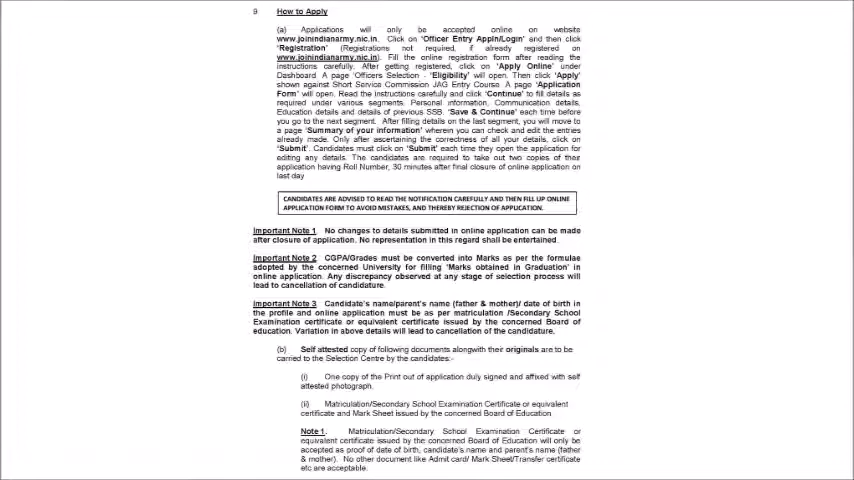 9 How to Apply
(a) Applications will only be accepted online on website
www.joinindianarmy.nic.in. Click on 'Officer Entry Appln/Login' and then click
'Registration' (Registrations not required, if already registered on
www.joinindianarmy.nic.in). Fill the online registration form after reading the
instructions carefully. After getting registered, click on 'Apply Online' under
Dashboard. A page 'Officers Selection - 'Eligibility' will open. Then click 'Apply'
shown against Short Service Commission JAG Entry Course. A page 'Application
Form' will open. Read the instructions carefully and click 'Continue' to fill details as
required under various segments. Personal information, Communication details,
Education details and details of previous SSB. 'Save & Continue' each time before
you go to the next segment. After filling details on the last segment, you will move to
a page 'Summary of your information' wherein you can check and edit the entries
already made. Only after ascertaining the correctness of all your details, click on
'Submit'. Candidates must click on 'Submit' each time they open the application for
editing any details. The candidates are required to take out two copies of their
application having Roll Number, 30 minutes after final closure of online application on
last day
CANDIDATES ARE ADVISED TO READ THE NOTIFICATION CAREFULLY AND THEN FILL UP ONLINE
APPLICATION FORM TO AVOID MISTAKES, AND THEREBY REJECTION OF APPLICATION.
Important Note 1 No changes to details submitted in online application can be made
after closure of application. No representation in this regard shall be entertained.
Important Note 2 CGPA/Grades must be converted into Marks as per the formulae
adopted by the concerned University for filling 'Marks obtained in Graduation' in
online application. Any discrepancy observed at any stage of selection process will
lead to cancellation of candidature.
Important Note 3 Candidate's name/parent's name (father & mother)/ date of birth in
the profile and online application must be as per matriculation /Secondary School
Examination certificate or equivalent certificate issued by the concerned Board of
education. Variation in above details will lead to cancellation of the candidature.
(b) Self attested copy of following documents alongwith their originals are to be
carried to the Selection Centre by the candidates:-
(i) One copy of the Print out of application duly signed and affixed with self
attested photograph.
(ii) Matriculation/Secondary School Examination Certificate or equivalent
certificate and Mark Sheet issued by the concerned Board of Education
Note 1. Matriculation/Secondary School Examination Certificate or
equivalent certificate issued by the concerned Board of Education will only be
accepted as proof of date of birth, candidate's name and parent's name (father
& mother). No other document like Admit card/ Mark Sheet/Transfer certificate
etc are acceptable.